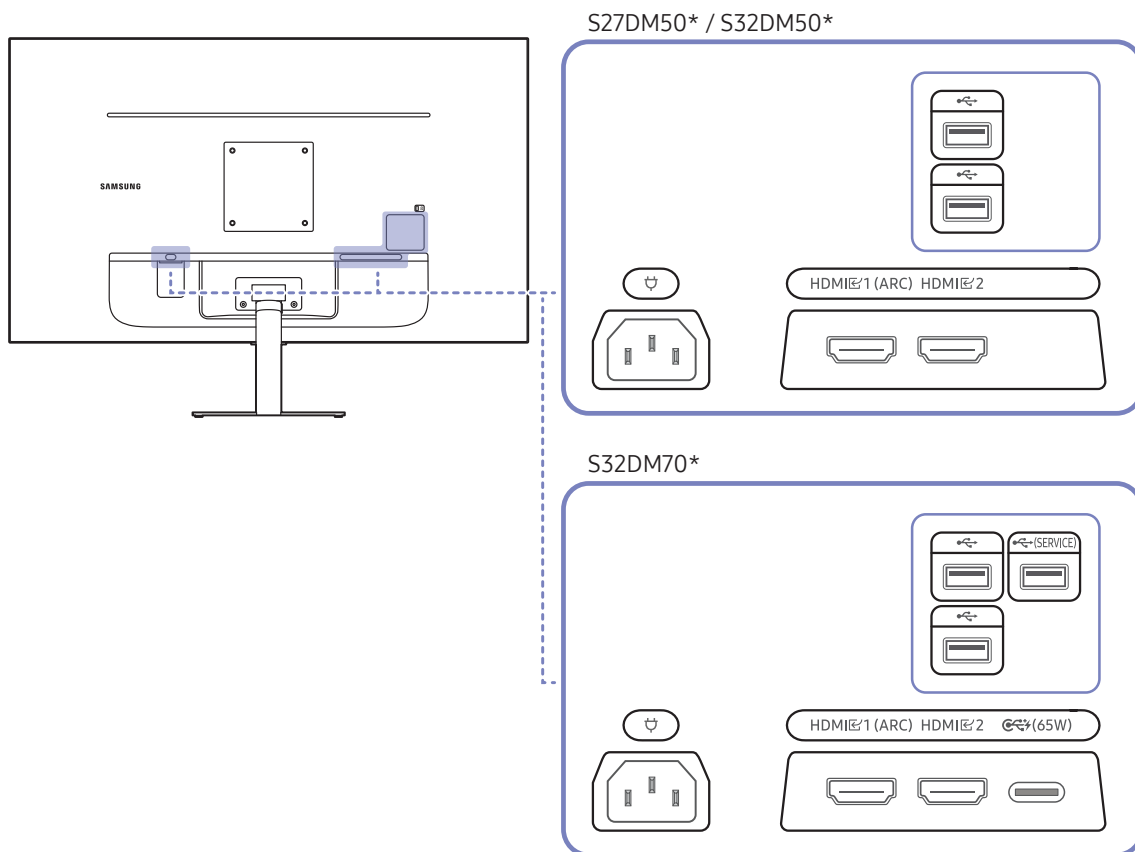 S27DM50* / S32DM50*
SAMSUNG
HDMI 1 (ARC) HDMI 2
S32DM70*
(SERVICE)
HDMI 1 (ARC) HDMI 2 (65W)